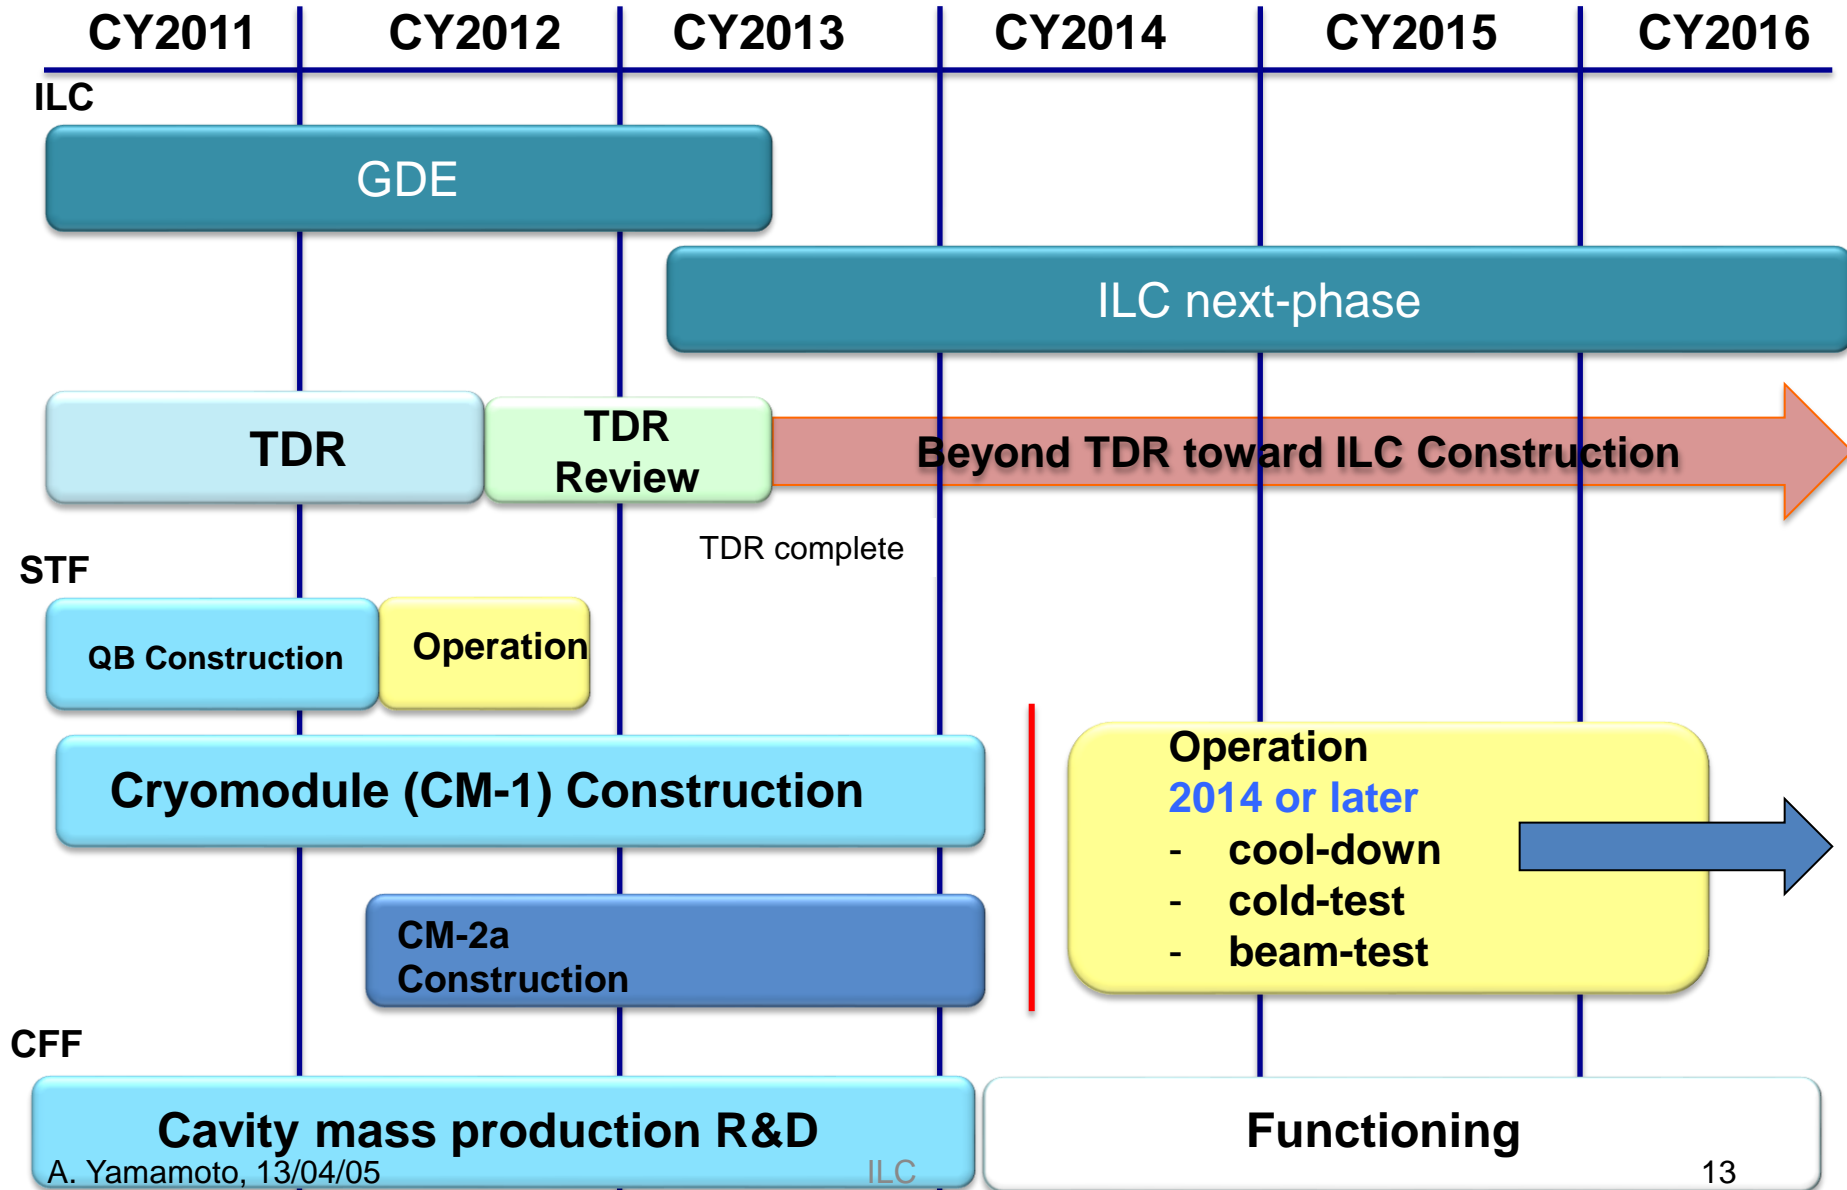 CY2011 CY2012 CY2013 CY2014 CY2015 CY2016
ILC
GDE
ILC next-phase
TDR
TDR
Review
Beyond TDR toward ILC Construction
TDR complete
STF
QB Construction
Operation
Cryomodule (CM-1) Construction
Operation
2014 or later
- cool-down
- cold-test
- beam-test
CM-2a
Construction
CFF
Cavity mass production R&D
Functioning
A. Yamamoto, 13/04/05
ILC
13